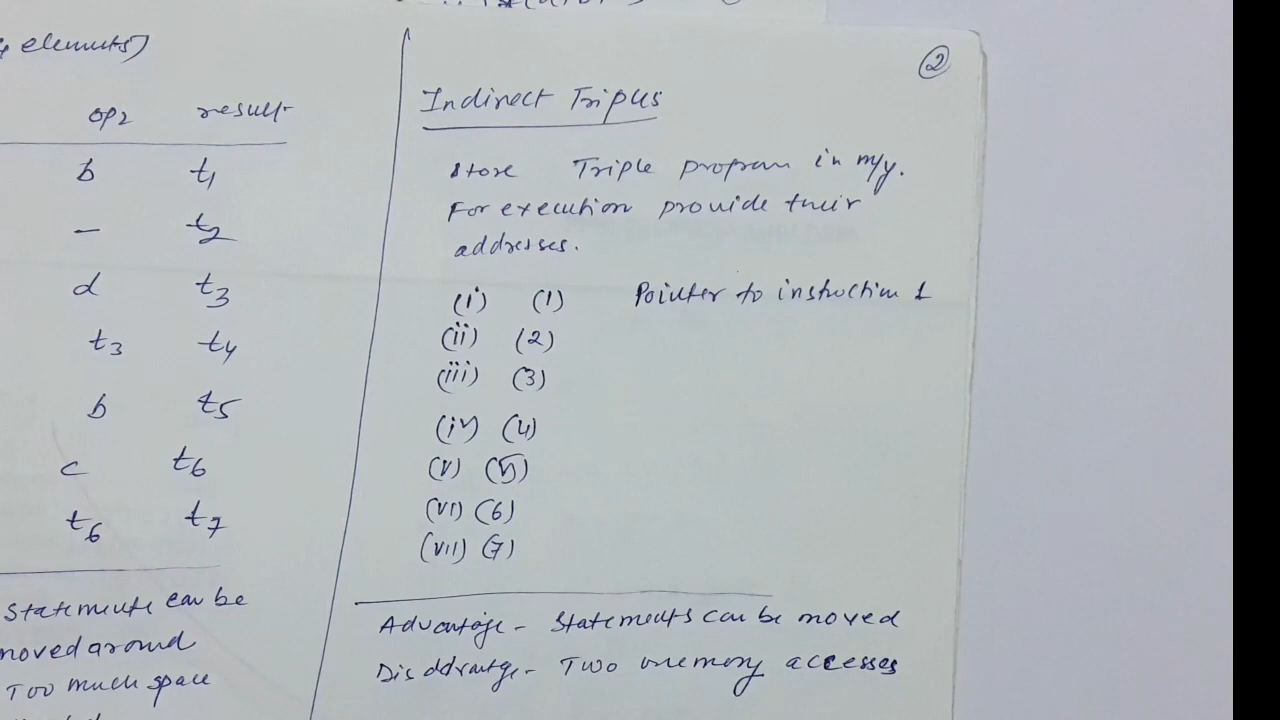 elements)
op2 result
b t1
- t2
d t3
t3 t4
b t5
c t6
t6 t7
Statements can be
moved around
Too much space
2
Indirect Triples
Store Triple program in m/y.
For execution provide their
addresses.
(i) (1) Pointer to instruction 1
(ii) (2)
(iii) (3)
(iv) (4)
(v) (5)
(vi) (6)
(vii) (7)
Advantage - Statements can be moved
Disadvantge - Two memory accesses